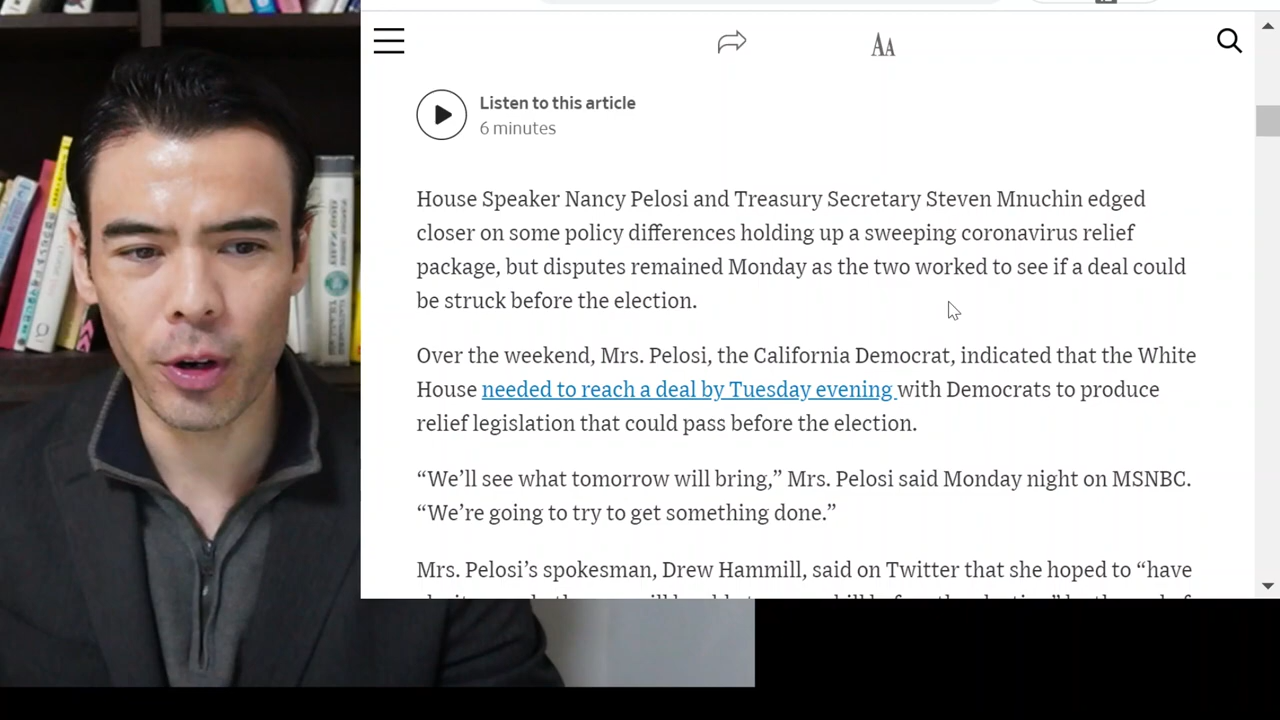 AA
Listen to this article
6 minutes
House Speaker Nancy Pelosi and Treasury Secretary Steven Mnuchin edged
closer on some policy differences holding up a sweeping coronavirus relief
package, but disputes remained Monday as the two worked to see if a deal could
be struck before the election.
Over the weekend, Mrs. Pelosi, the California Democrat, indicated that the White
House needed to reach a deal by Tuesday evening with Democrats to produce
relief legislation that could pass before the election.
“We’ll see what tomorrow will bring,” Mrs. Pelosi said Monday night on MSNBC.
“We’re going to try to get something done.”
Mrs. Pelosi’s spokesman, Drew Hammill, said on Twitter that she hoped to “have